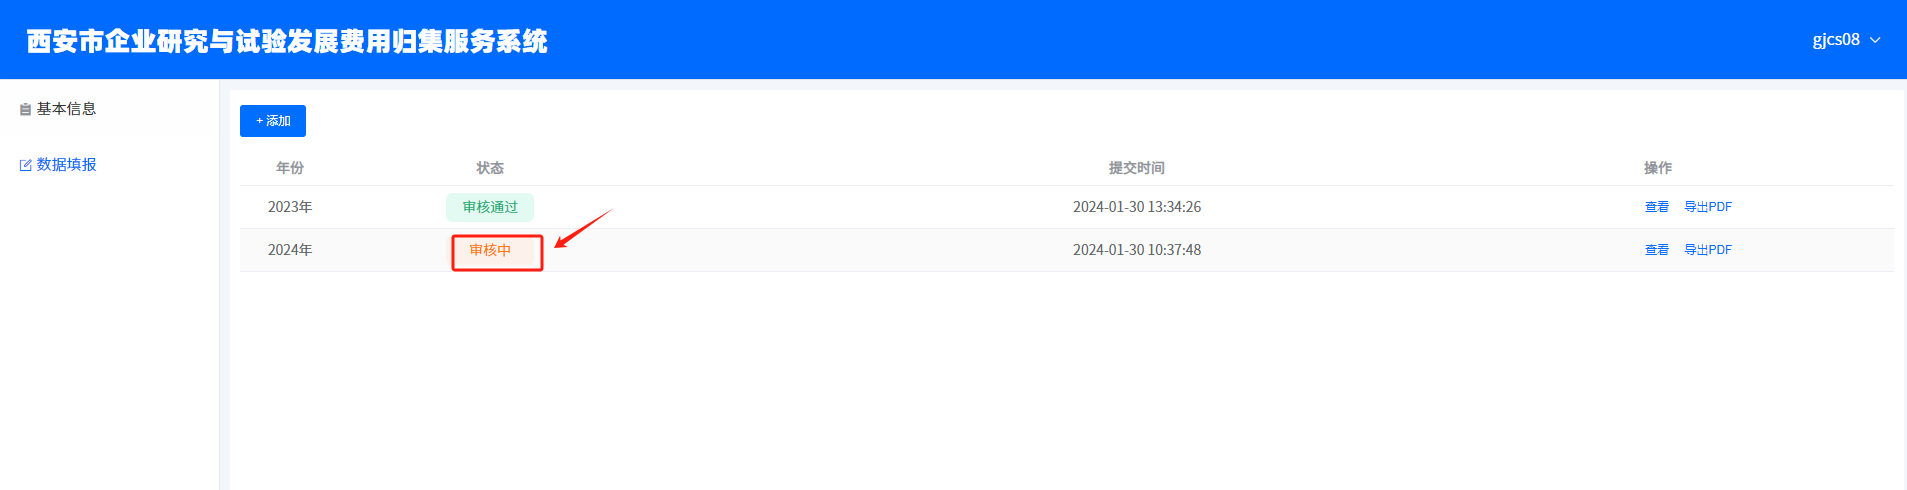 西安市企业研究与试验发展费用归集服务系统
gjcs08
基本信息
数据填报
+ 添加
年份 状态 提交时间 操作
2023年 审核通过 2024-01-30 13:34:26 查看 导出PDF
2024年 审核中 2024-01-30 10:37:48 查看 导出PDF